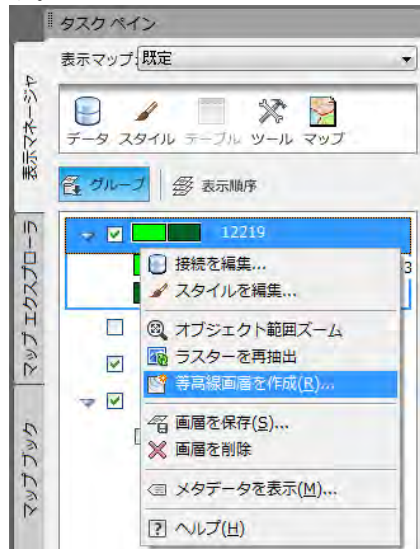 タスク ペイン
表示マップ: 既定
データ スタイル テーブル ツール マップ
グループ 表示順序
12219
接続を編集...
3
スタイルを編集...
オブジェクト範囲ズーム
ラスターを再抽出
等高線画層を作成(R)...
画層を保存(S)...
画層を削除
メタデータを表示(M)...
ヘルプ(H)
表示マネージャ
マップ エクスプローラ
マップ ブック